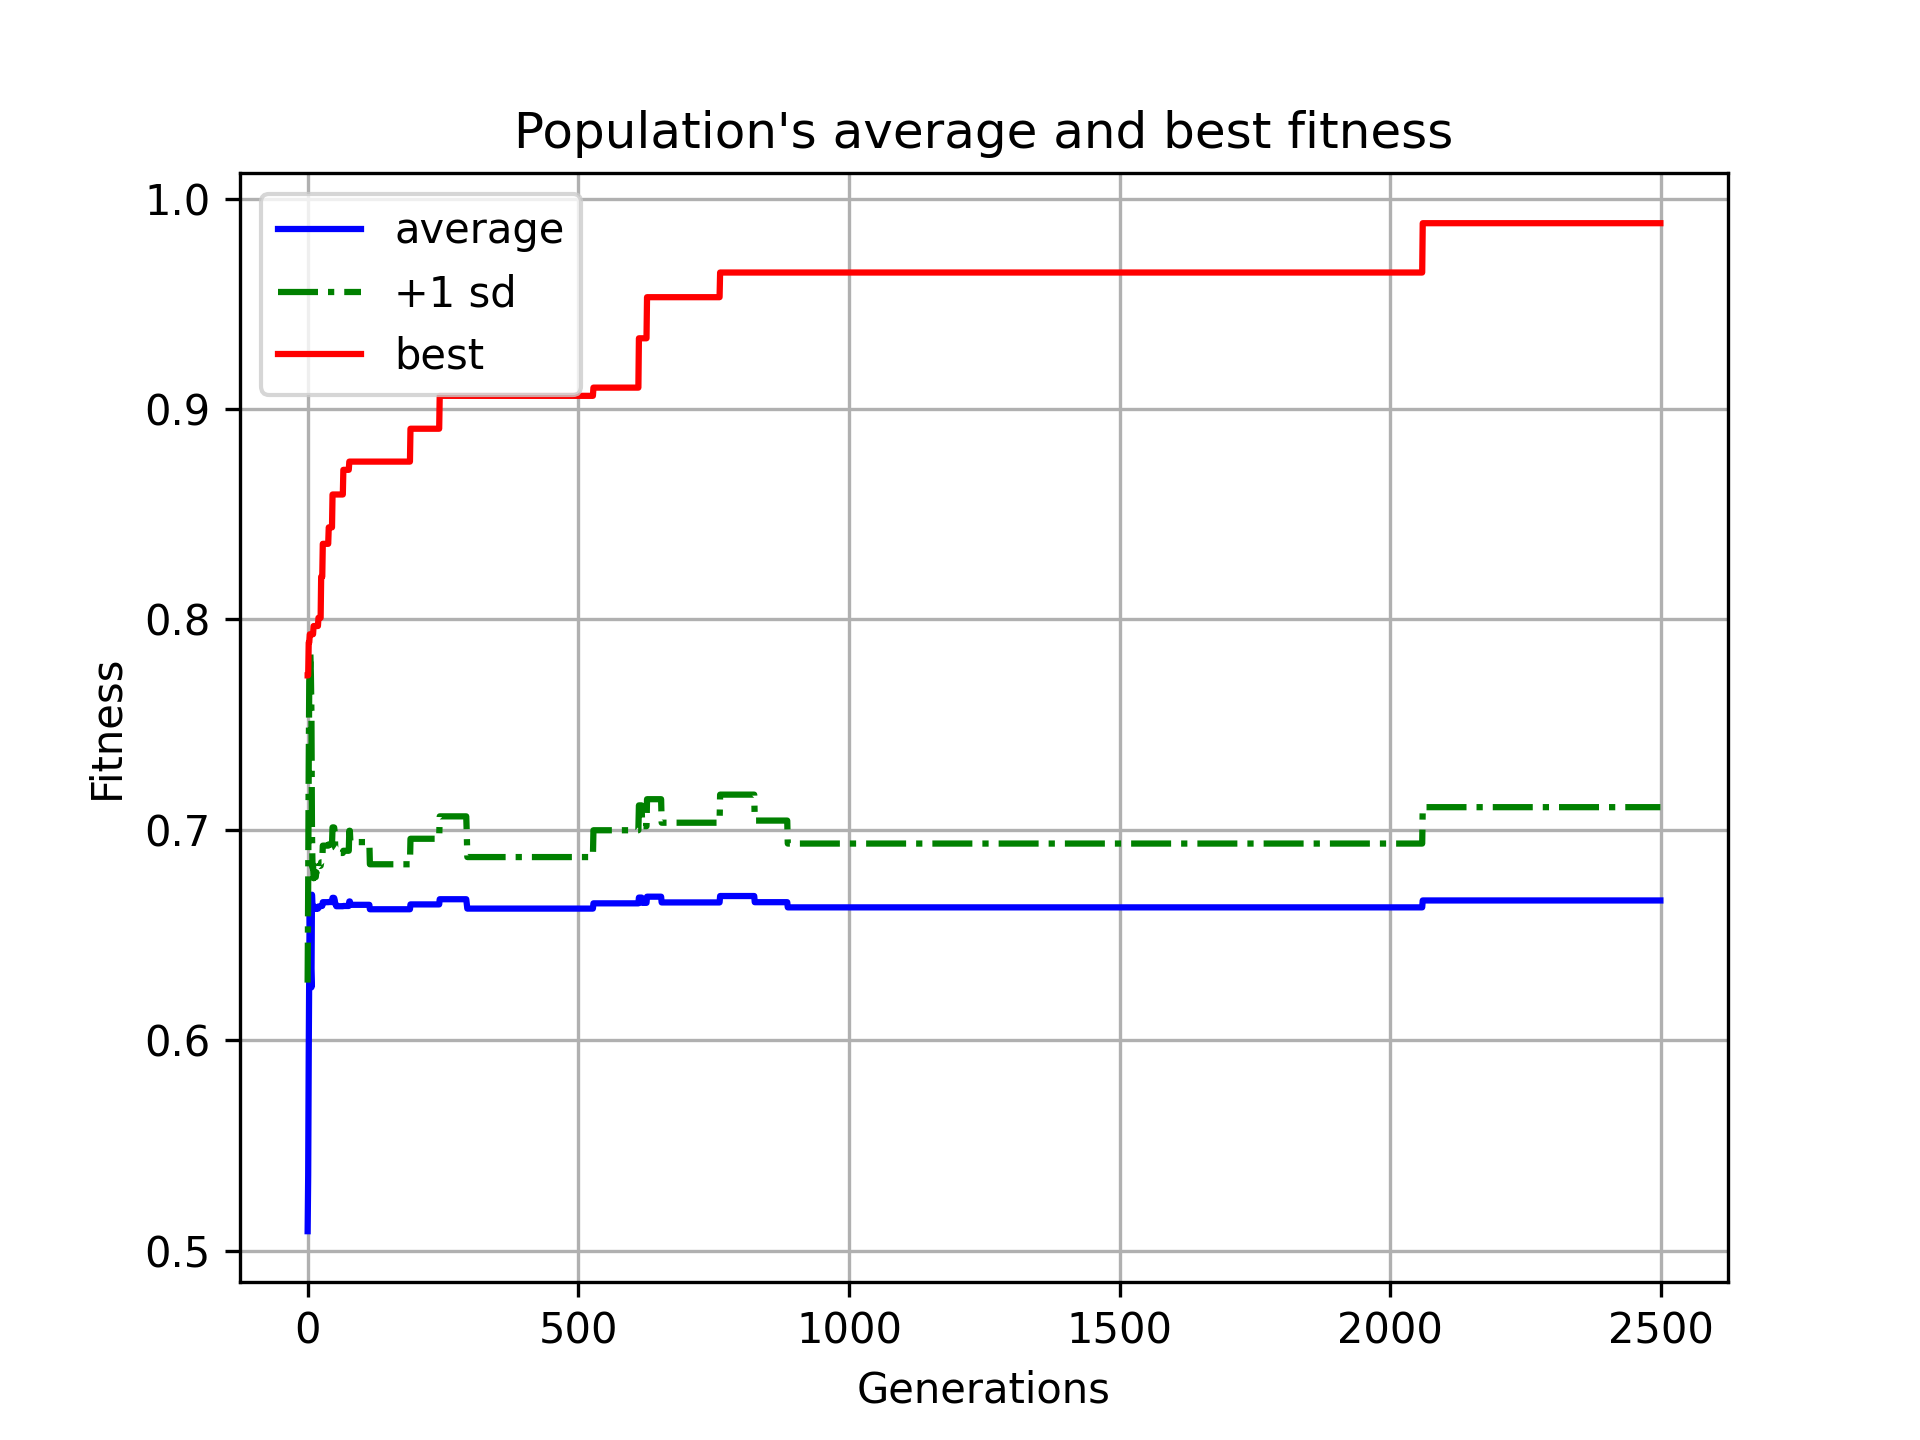 Population's average and best fitness
average
+1 sd
best
Fitness
1.0
0.9
0.8
0.7
0.6
0.5
0 500 1000 1500 2000 2500
Generations